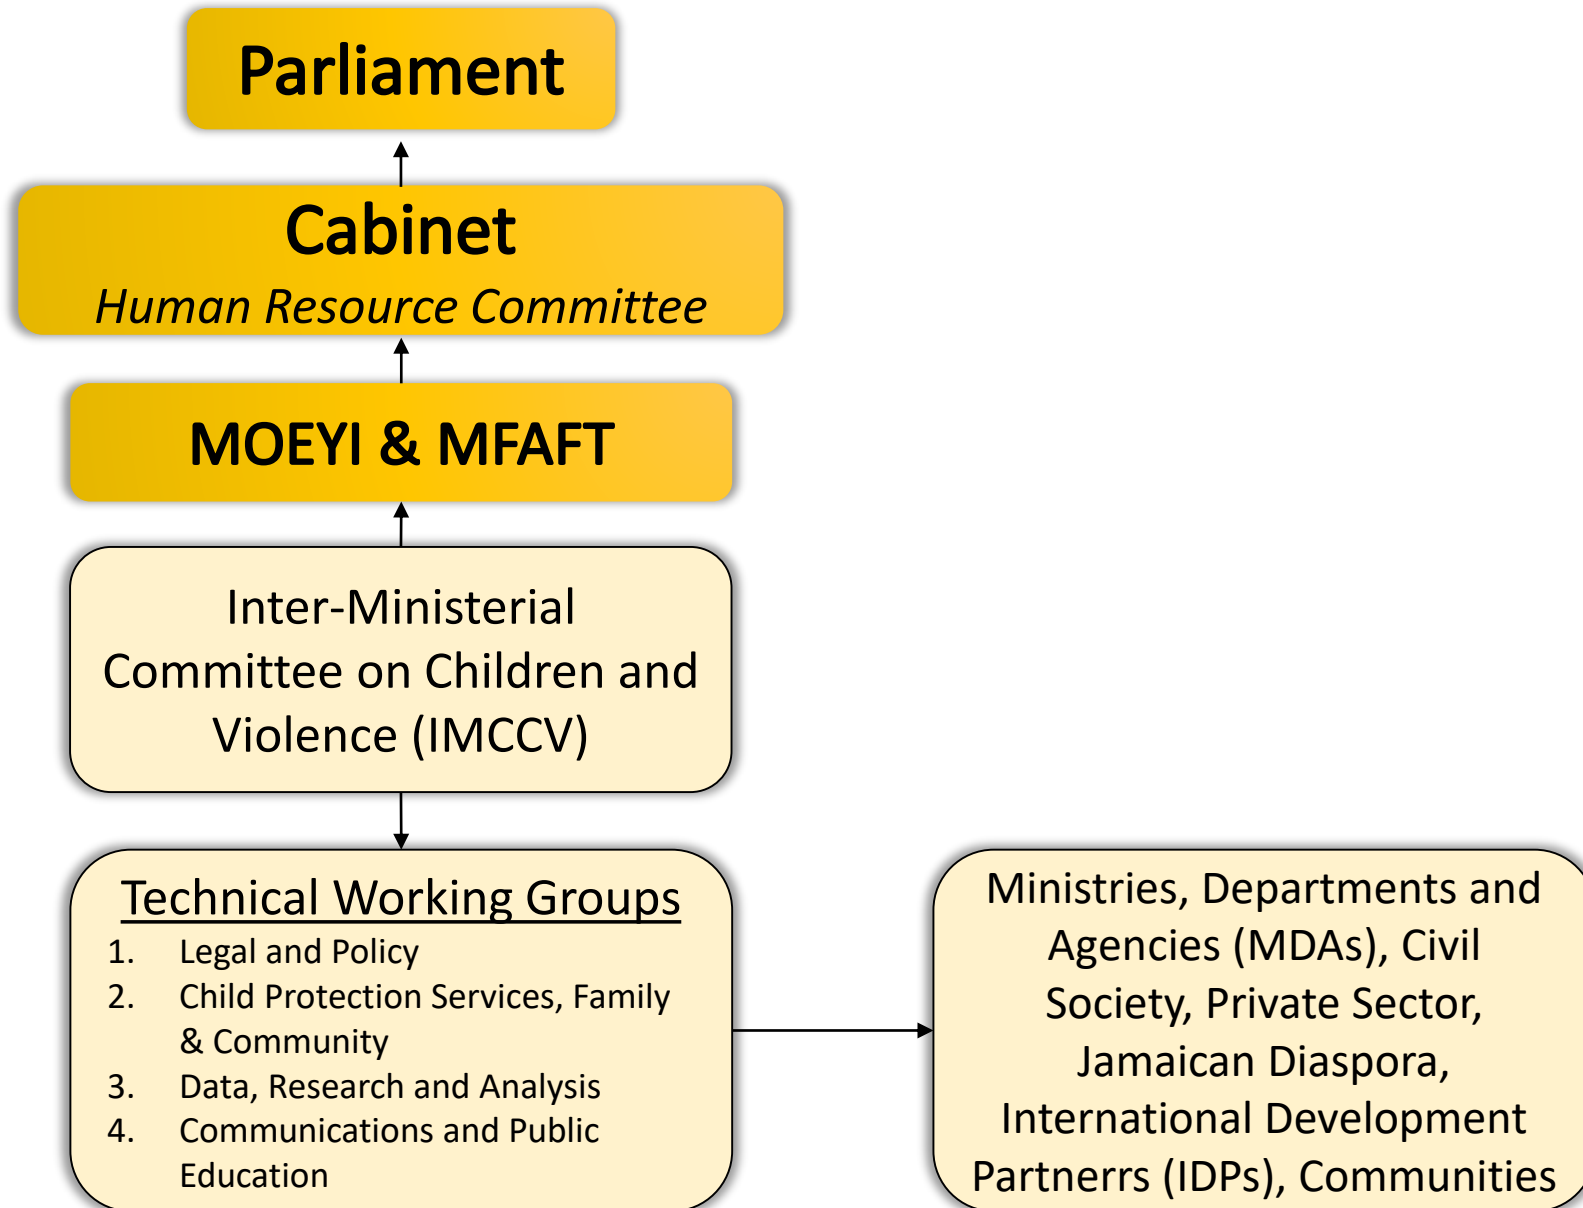 Parliament
Cabinet
Human Resource Committee
MOEYI & MFAFT
Inter-Ministerial
Committee on Children and
Violence (IMCCV)
Technical Working Groups
1. Legal and Policy
2. Child Protection Services, Family
& Community
3. Data, Research and Analysis
4. Communications and Public
Education
Ministries, Departments and
Agencies (MDAs), Civil
Society, Private Sector,
Jamaican Diaspora,
International Development
Partnerrs (IDPs), Communities